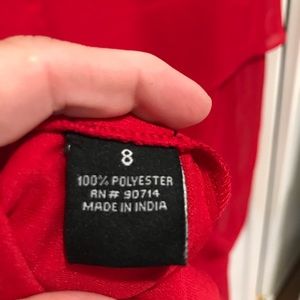 8
100% POLYESTER
RN# 90714
MADE IN INDIA